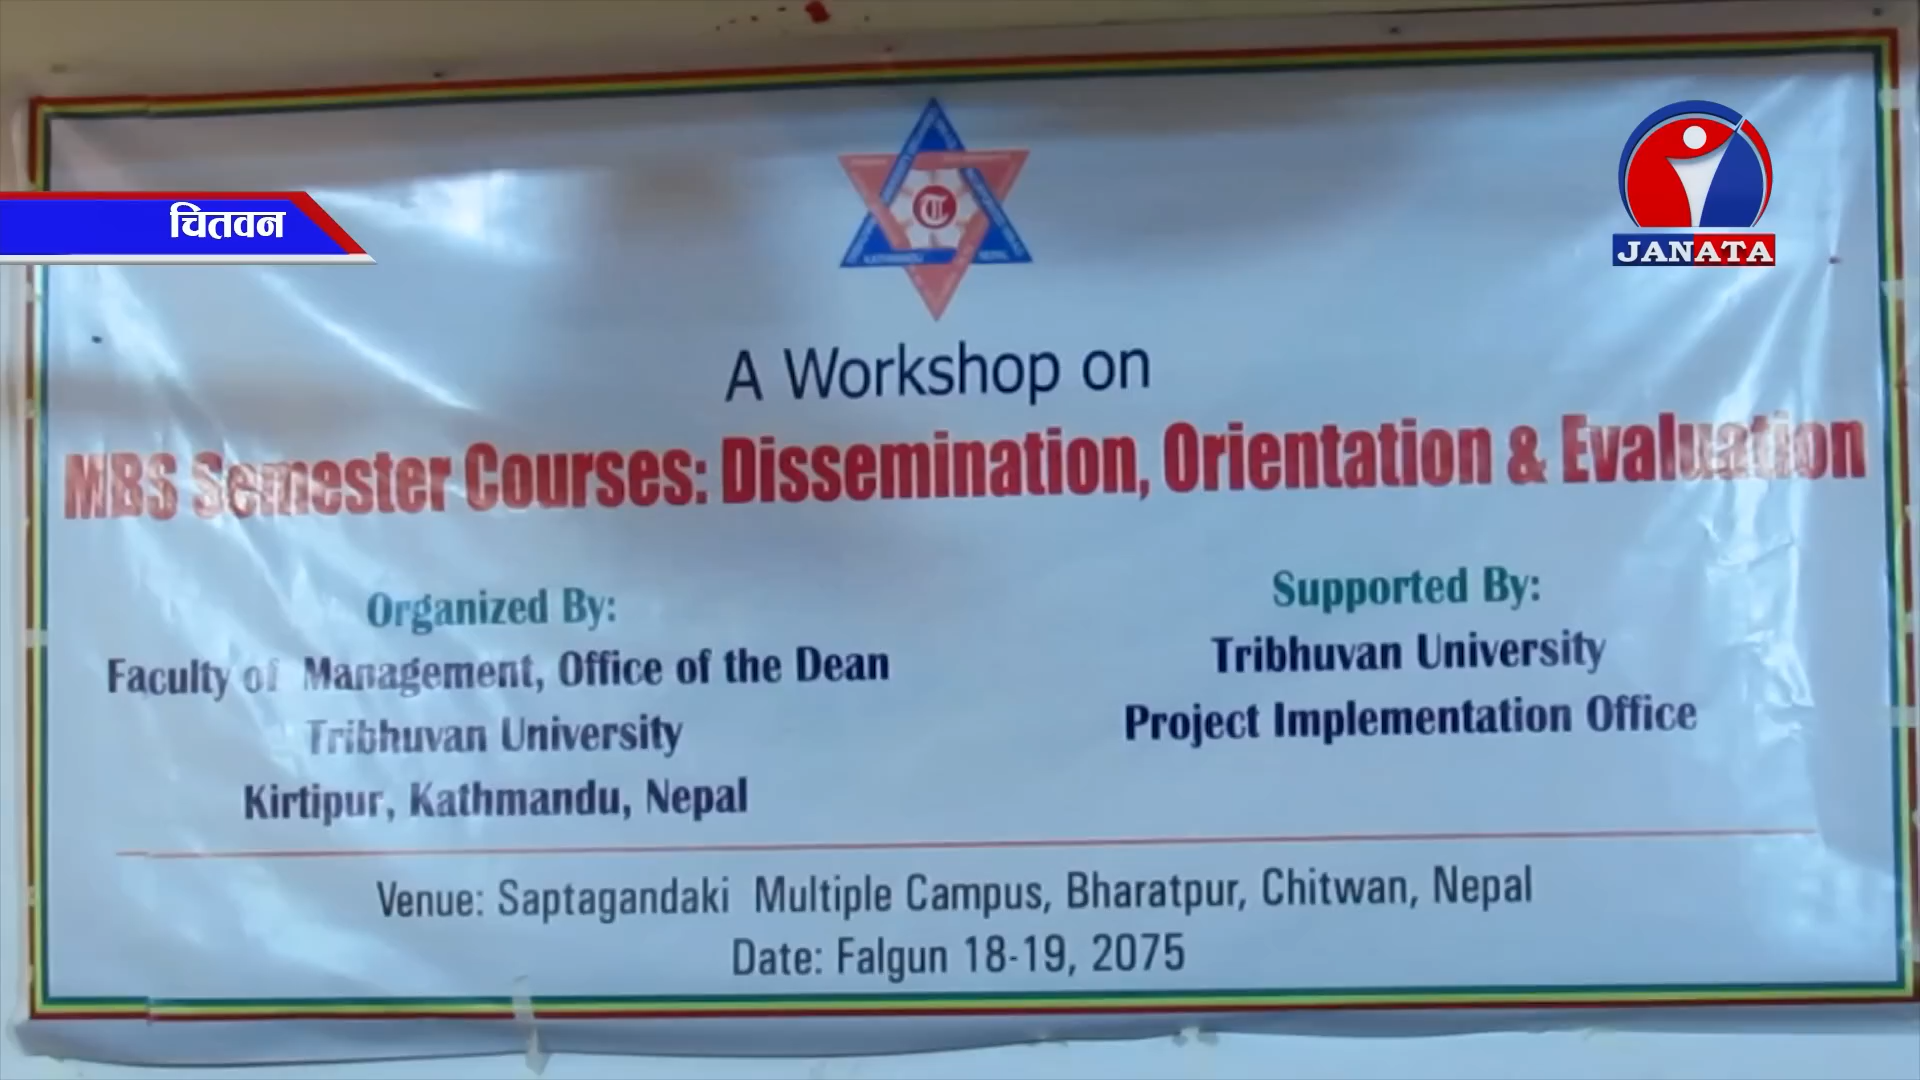 चितवन
JANATA
A Workshop on
MBS Semester Courses: Dissemination, Orientation & Evaluation
Organized By:
Faculty of Management, Office of the Dean
Tribhuvan University
Kirtipur, Kathmandu, Nepal
Supported By:
Tribhuvan University
Project Implementation Office
Venue: Saptagandaki Multiple Campus, Bharatpur, Chitwan, Nepal
Date: Falgun 18-19, 2075